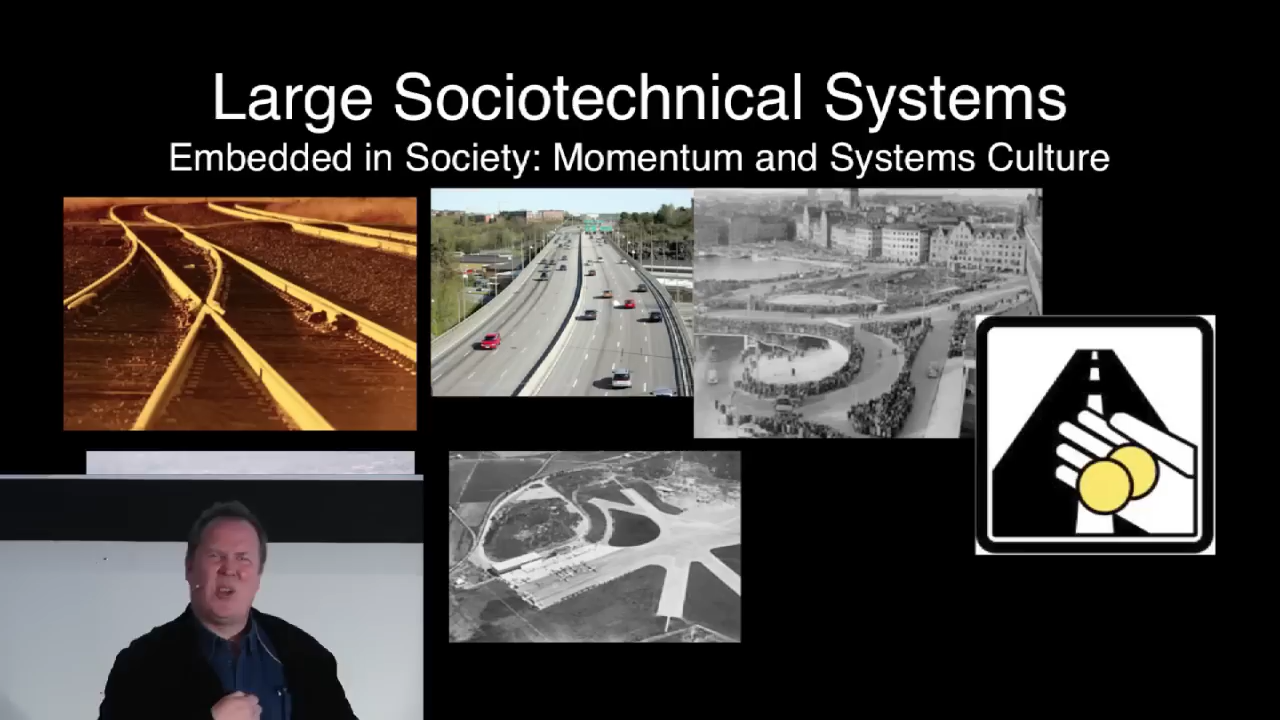 Large Sociotechnical Systems
Embedded in Society: Momentum and Systems Culture